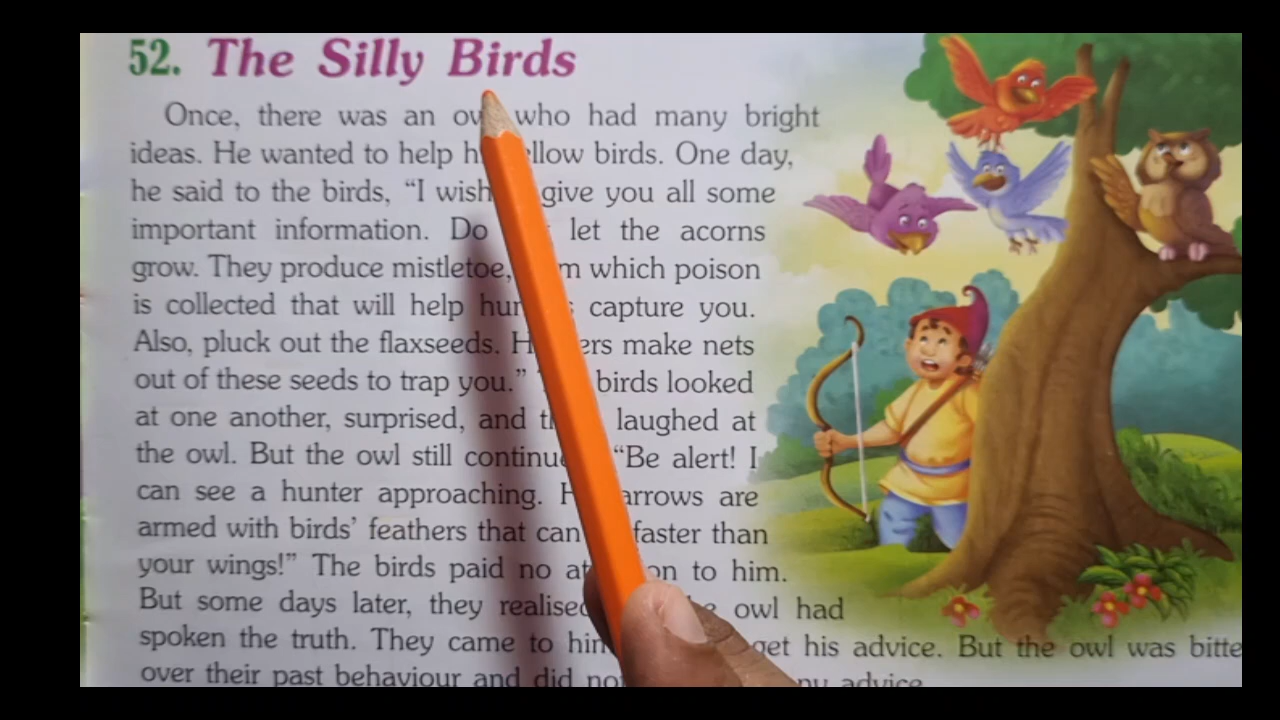 52. The Silly Birds
Once, there was an ow who had many bright
ideas. He wanted to help h llow birds. One day,
he said to the birds, “I wish give you all some
important information. Do let the acorns
grow. They produce mistletoe, m which poison
is collected that will help hun s capture you.
Also, pluck out the flaxseeds. H ers make nets
out of these seeds to trap you.” birds looked
at one another, surprised, and th laughed at
the owl. But the owl still continue “Be alert! I
can see a hunter approaching. H arrows are
armed with birds’ feathers that can faster than
your wings!” The birds paid no at on to him.
But some days later, they realised owl had
spoken the truth. They came to him get his advice. But the owl was bitte
over their past behaviour and did no ny advice